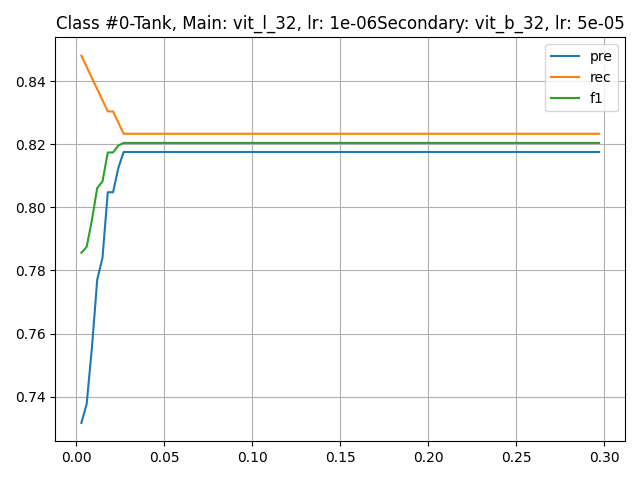 Class #0-Tank, Main: vit_l_32, lr: 1e-06Secondary: vit_b_32, lr: 5e-05
pre
rec
f1
0.84
0.82
0.80
0.78
0.76
0.74
0.00 0.05 0.10 0.15 0.20 0.25 0.30